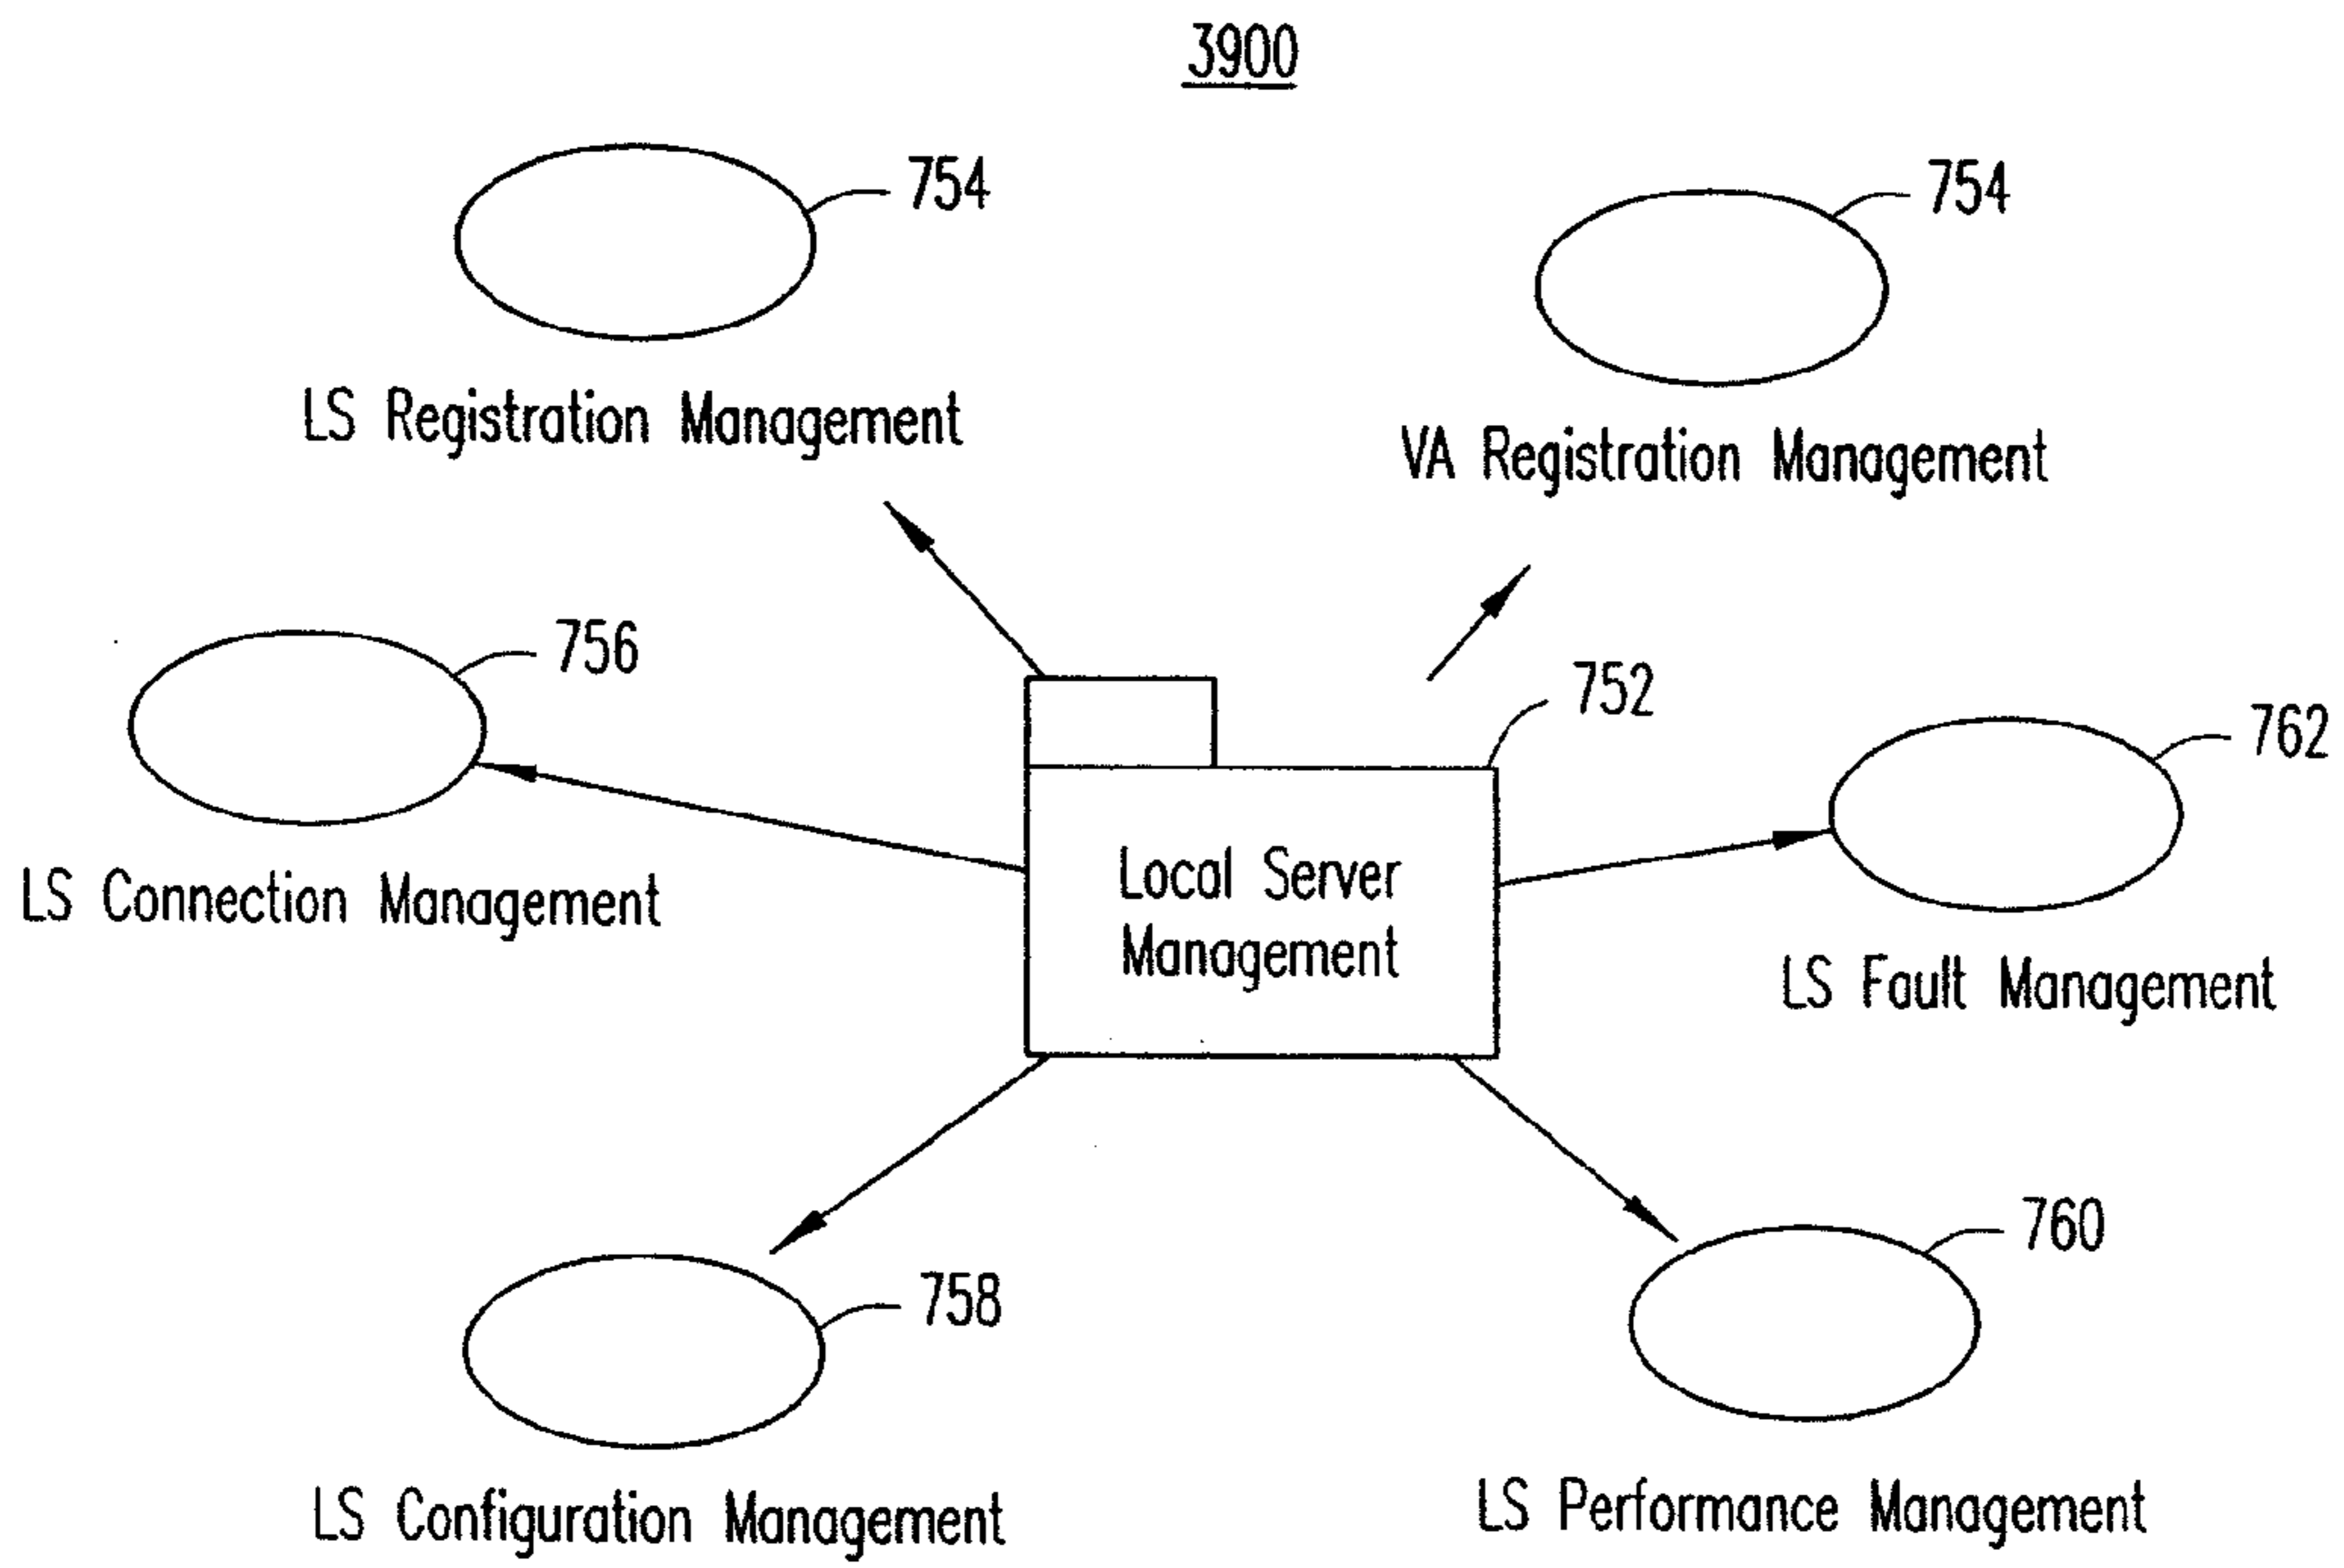 3900
754
754
LS Registration Management
VA Registration Management
756
752
762
Local Server
Management
LS Connection Management
LS Fault Management
760
758
LS Configuration Management
LS Performance Management